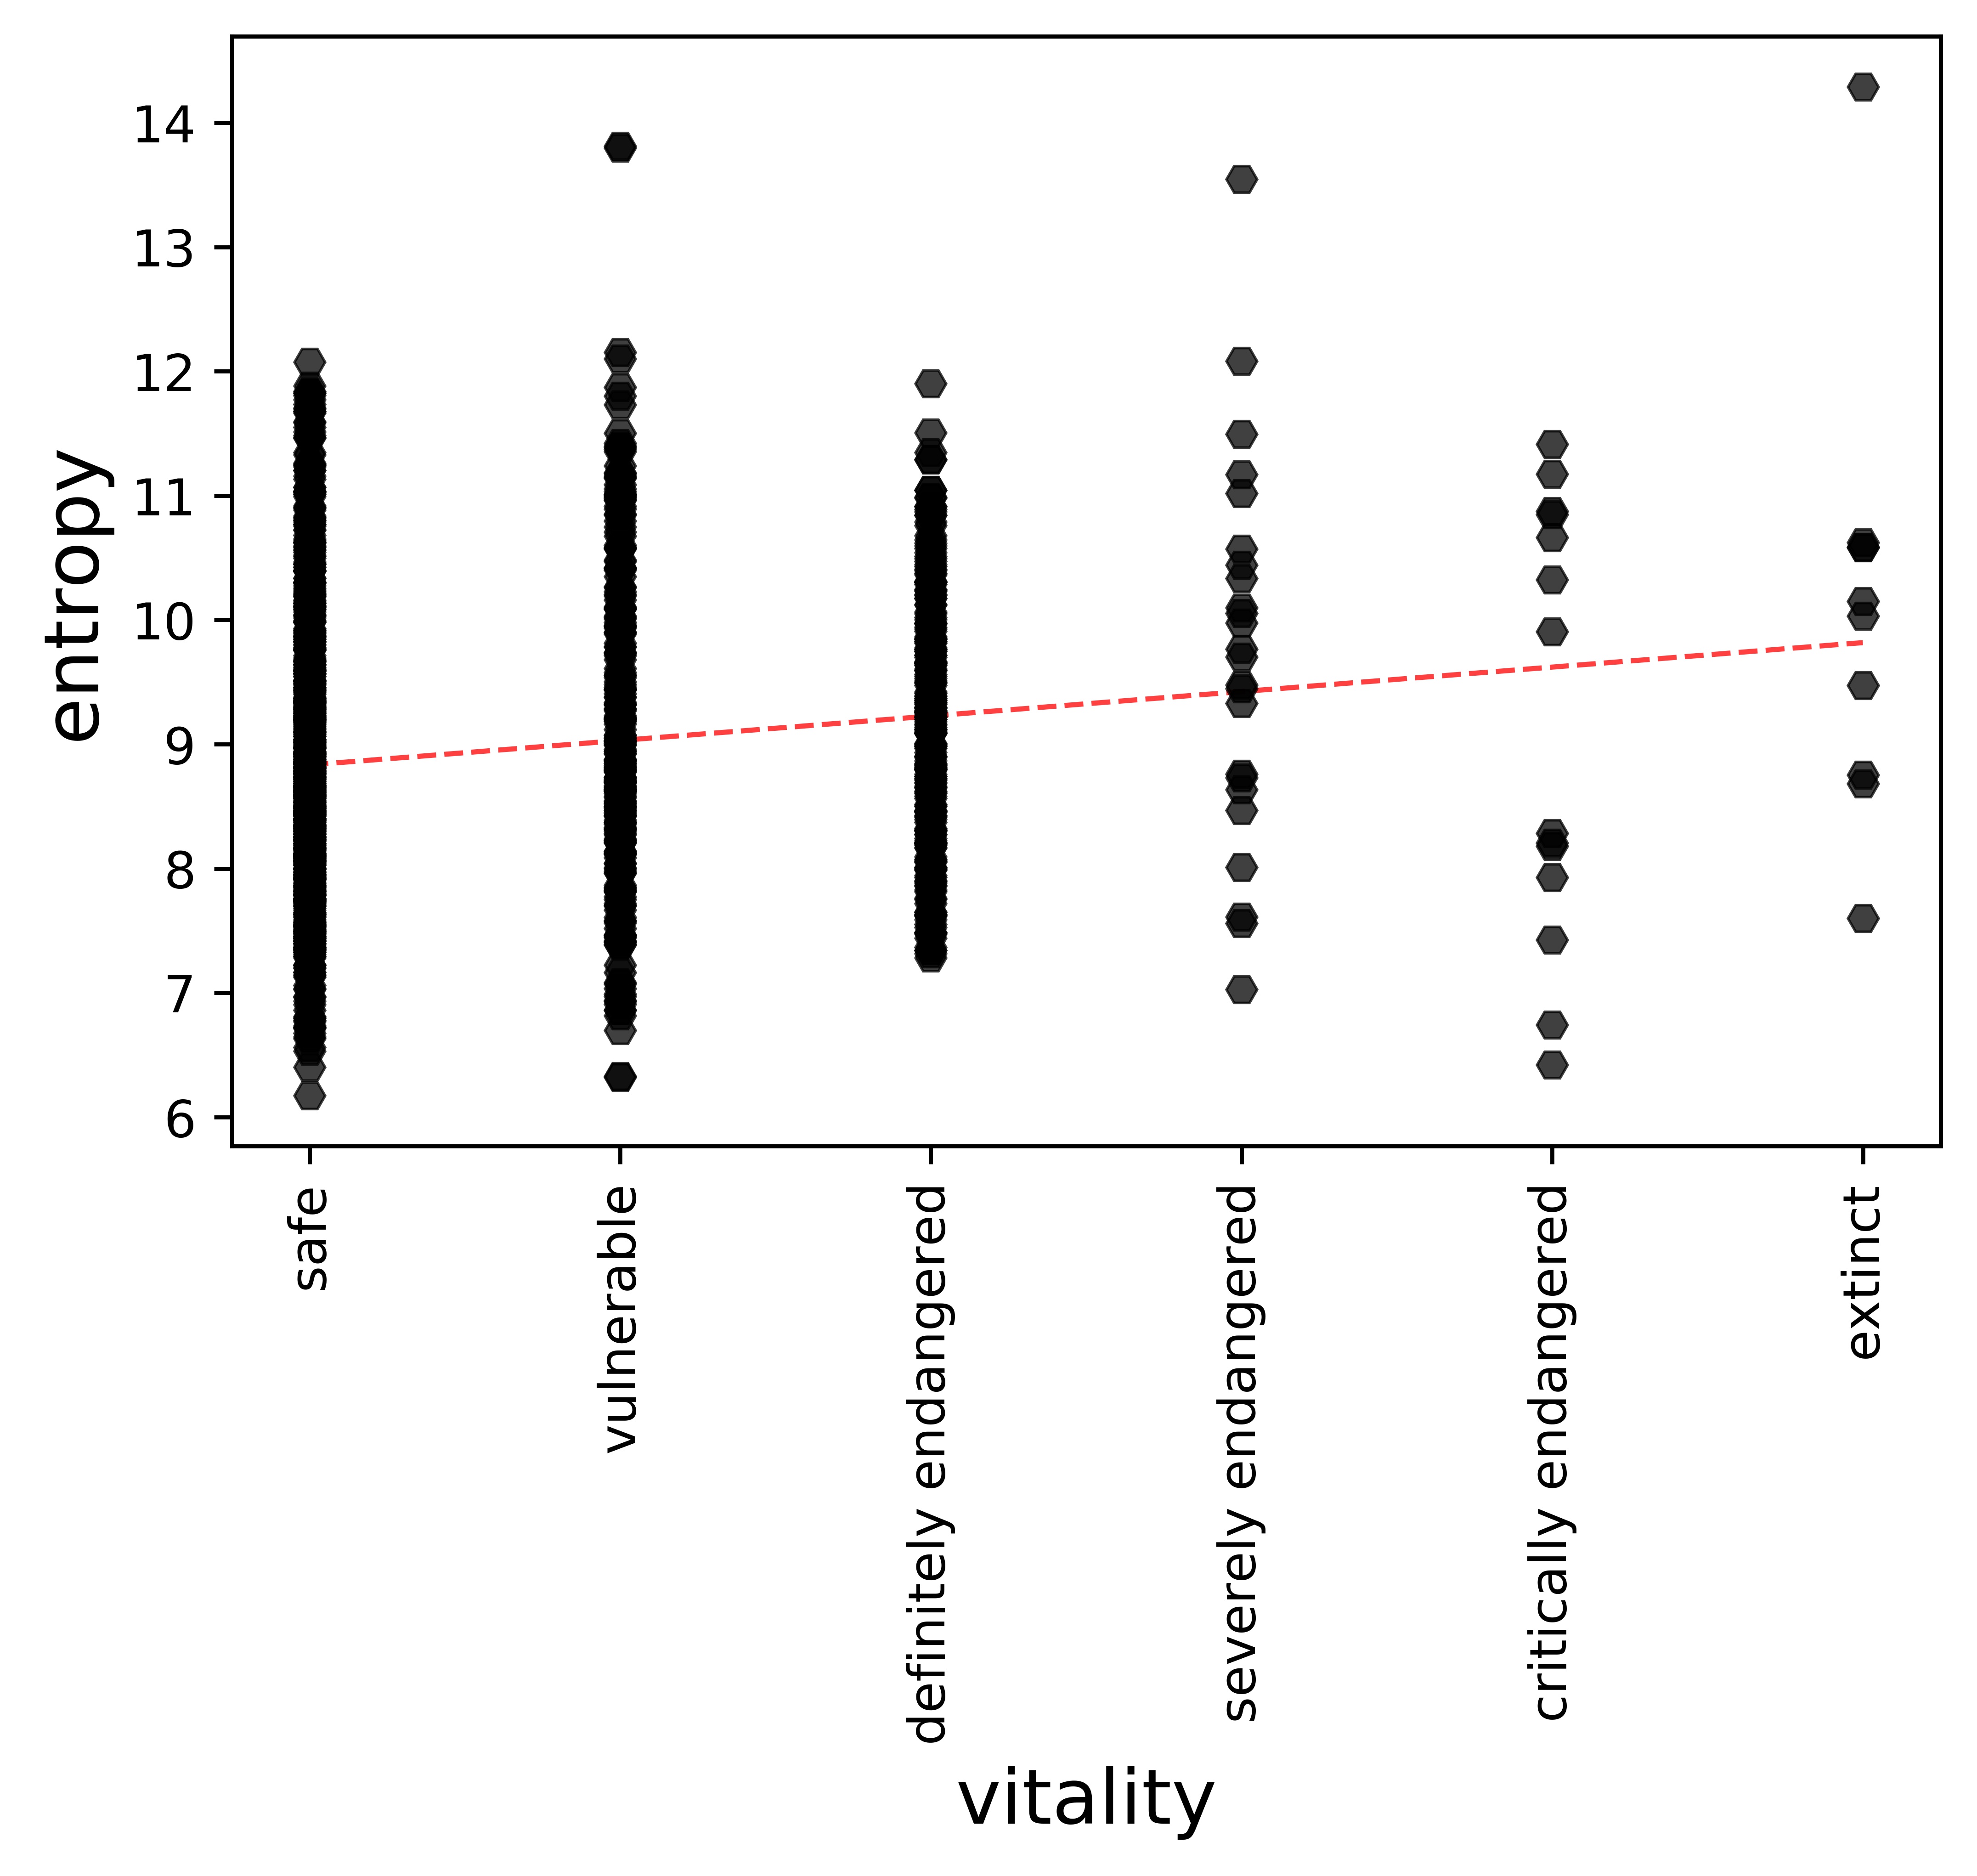 entropy
14
13
12
11
10
9
8
7
6
safe
vulnerable
definitely endangered
severely endangered
critically endangered
extinct
vitality